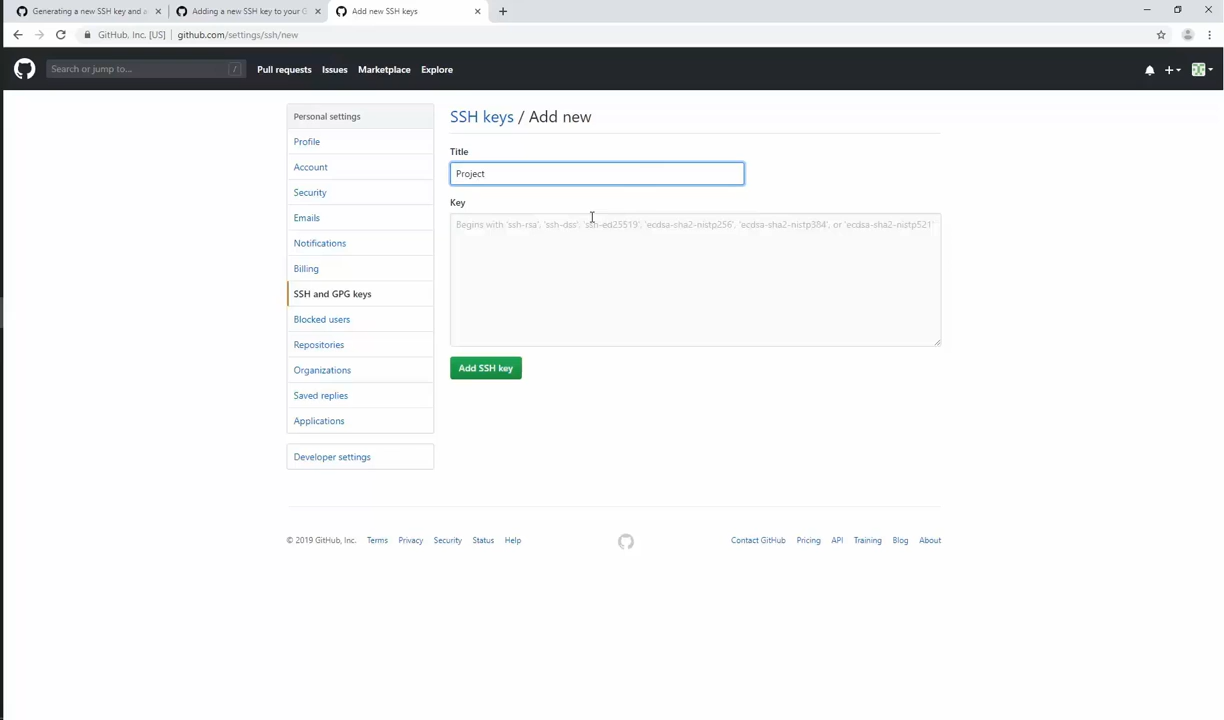 Generating a new SSH key and a
Adding a new SSH key to your G
Add new SSH keys
GitHub, Inc. [US] github.com/settings/ssh/new
Search or jump to... /
Pull requests Issues Marketplace Explore
Personal settings
Profile
Account
Security
Emails
Notifications
Billing
SSH and GPG keys
Blocked users
Repositories
Organizations
Saved replies
Applications
Developer settings
SSH keys / Add new
Title
Project
Key
Begins with 'ssh-rsa', 'ssh-dss', 'ssh-ed25519', 'ecdsa-sha2-nistp256', 'ecdsa-sha2-nistp384', or 'ecdsa-sha2-nistp521'
Add SSH key
© 2019 GitHub, Inc. Terms Privacy Security Status Help Contact GitHub Pricing API Training Blog About